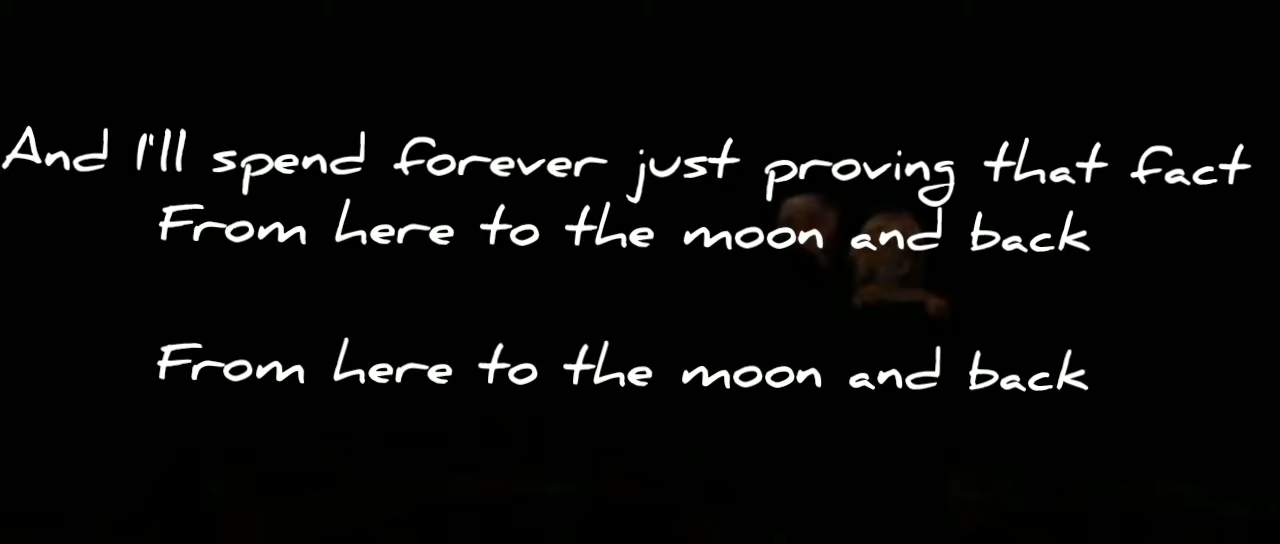 And I'll spend forever just proving that fact
From here to the moon and back
From here to the moon and back